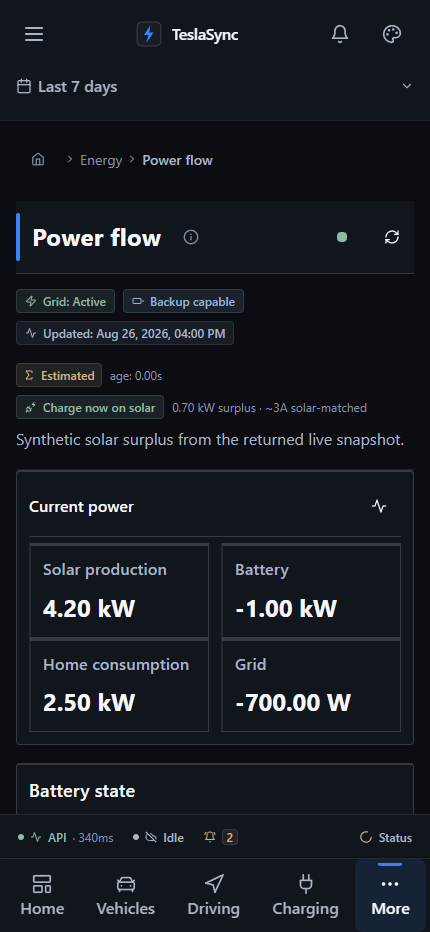 TeslaSync
Last 7 days
Energy
Power flow
Power flow
Grid: Active
Backup capable
Updated: Aug 26, 2026, 04:00 PM
Estimated
age: 0.00s
Charge now on solar
0.70 kW surplus · ~3A solar-matched
Synthetic solar surplus from the returned live snapshot.
Current power
Solar production
Battery
4.20 kW
-1.00 kW
Home consumption
Grid
2.50 kW
-700.00 W
Battery state
API · 340ms
Idle
2
Status
Home
Vehicles
Driving
Charging
More